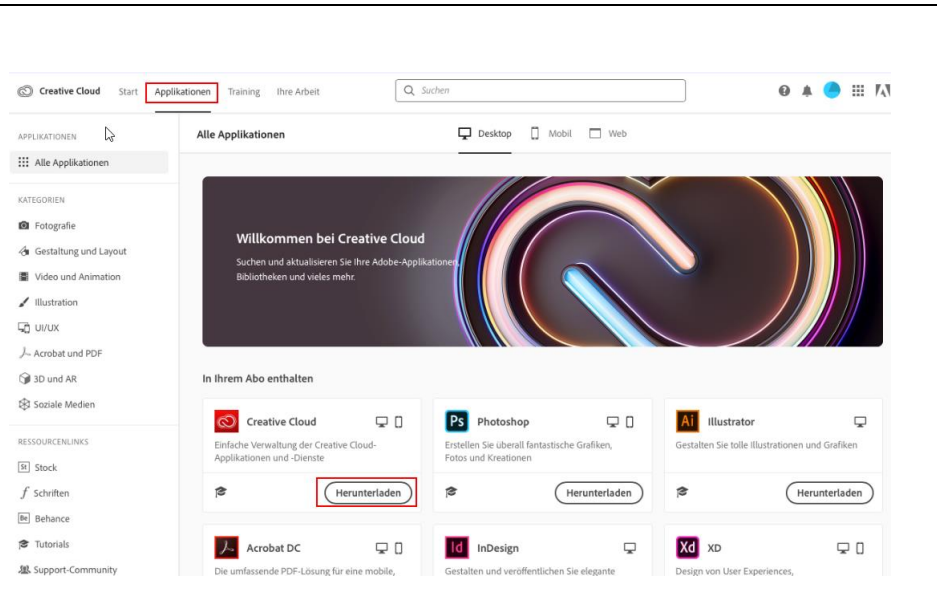 Creative Cloud Start Applikationen Training Ihre Arbeit Suchen
APPLIKATIONEN
Alle Applikationen
KATEGORIEN
Fotografie
Gestaltung und Layout
Video und Animation
Illustration
UI/UX
Acrobat und PDF
3D und AR
Soziale Medien
RESSOURCENLINKS
St Stock
Schriften
Be Behance
Tutorials
Support-Community
Alle Applikationen Desktop Mobil Web
Willkommen bei Creative Cloud
Suchen und aktualisieren Sie Ihre Adobe-Applikationen,
Bibliotheken und vieles mehr.
In Ihrem Abo enthalten
Creative Cloud
Einfache Verwaltung der Creative Cloud-
Applikationen und -Dienste
Herunterladen
Ps Photoshop
Erstellen Sie überall fantastische Grafiken,
Fotos und Kreationen
Herunterladen
Ai Illustrator
Gestalten Sie tolle Illustrationen und Grafiken
Herunterladen
Acrobat DC
Die umfassende PDF-Lösung für eine mobile,
Id InDesign
Gestalten und veröffentlichen Sie elegante
Xd XD
Design von User Experiences,